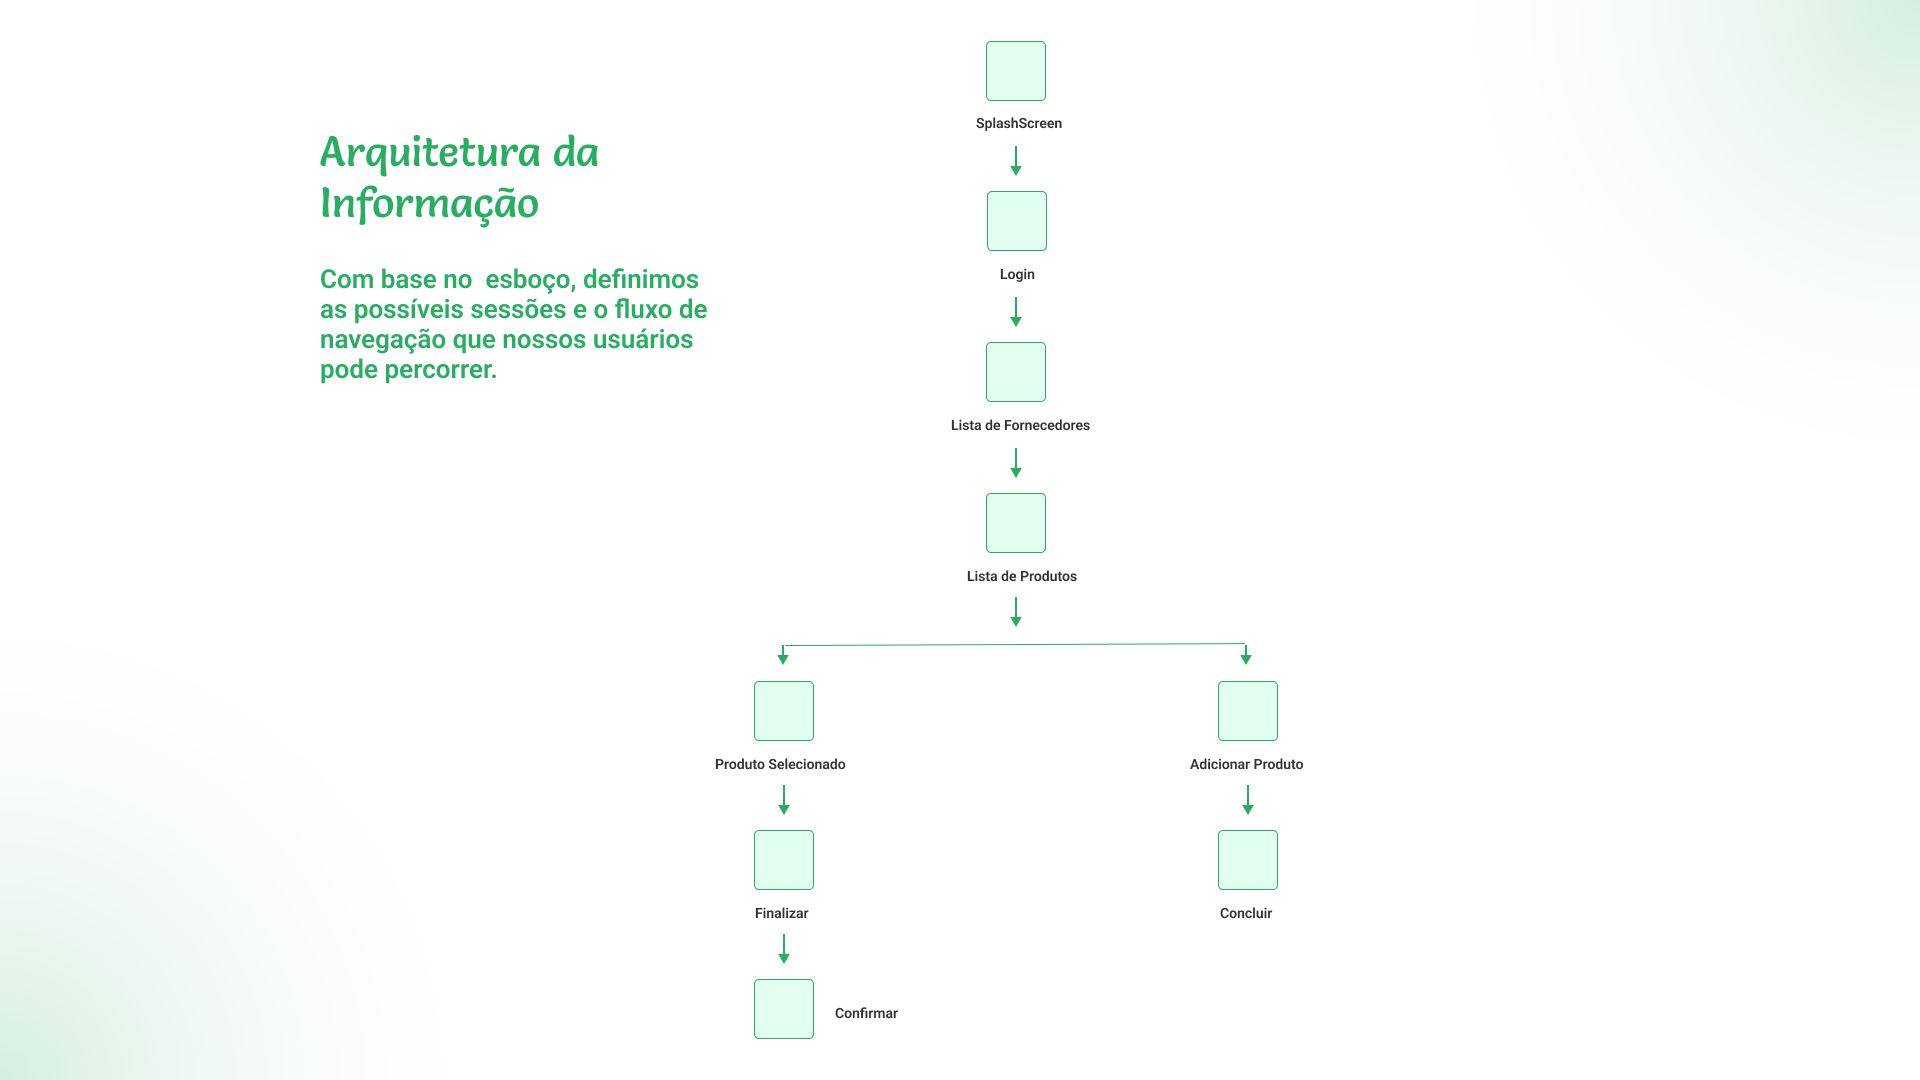 Arquitetura da
Informação
Com base no  esboço, definimos
as possíveis sessões e o fluxo de
navegação que nossos usuários
pode percorrer.
SplashScreen
Login
Lista de Fornecedores
Lista de Produtos
Produto Selecionado
Adicionar Produto
Finalizar
Concluir
Confirmar